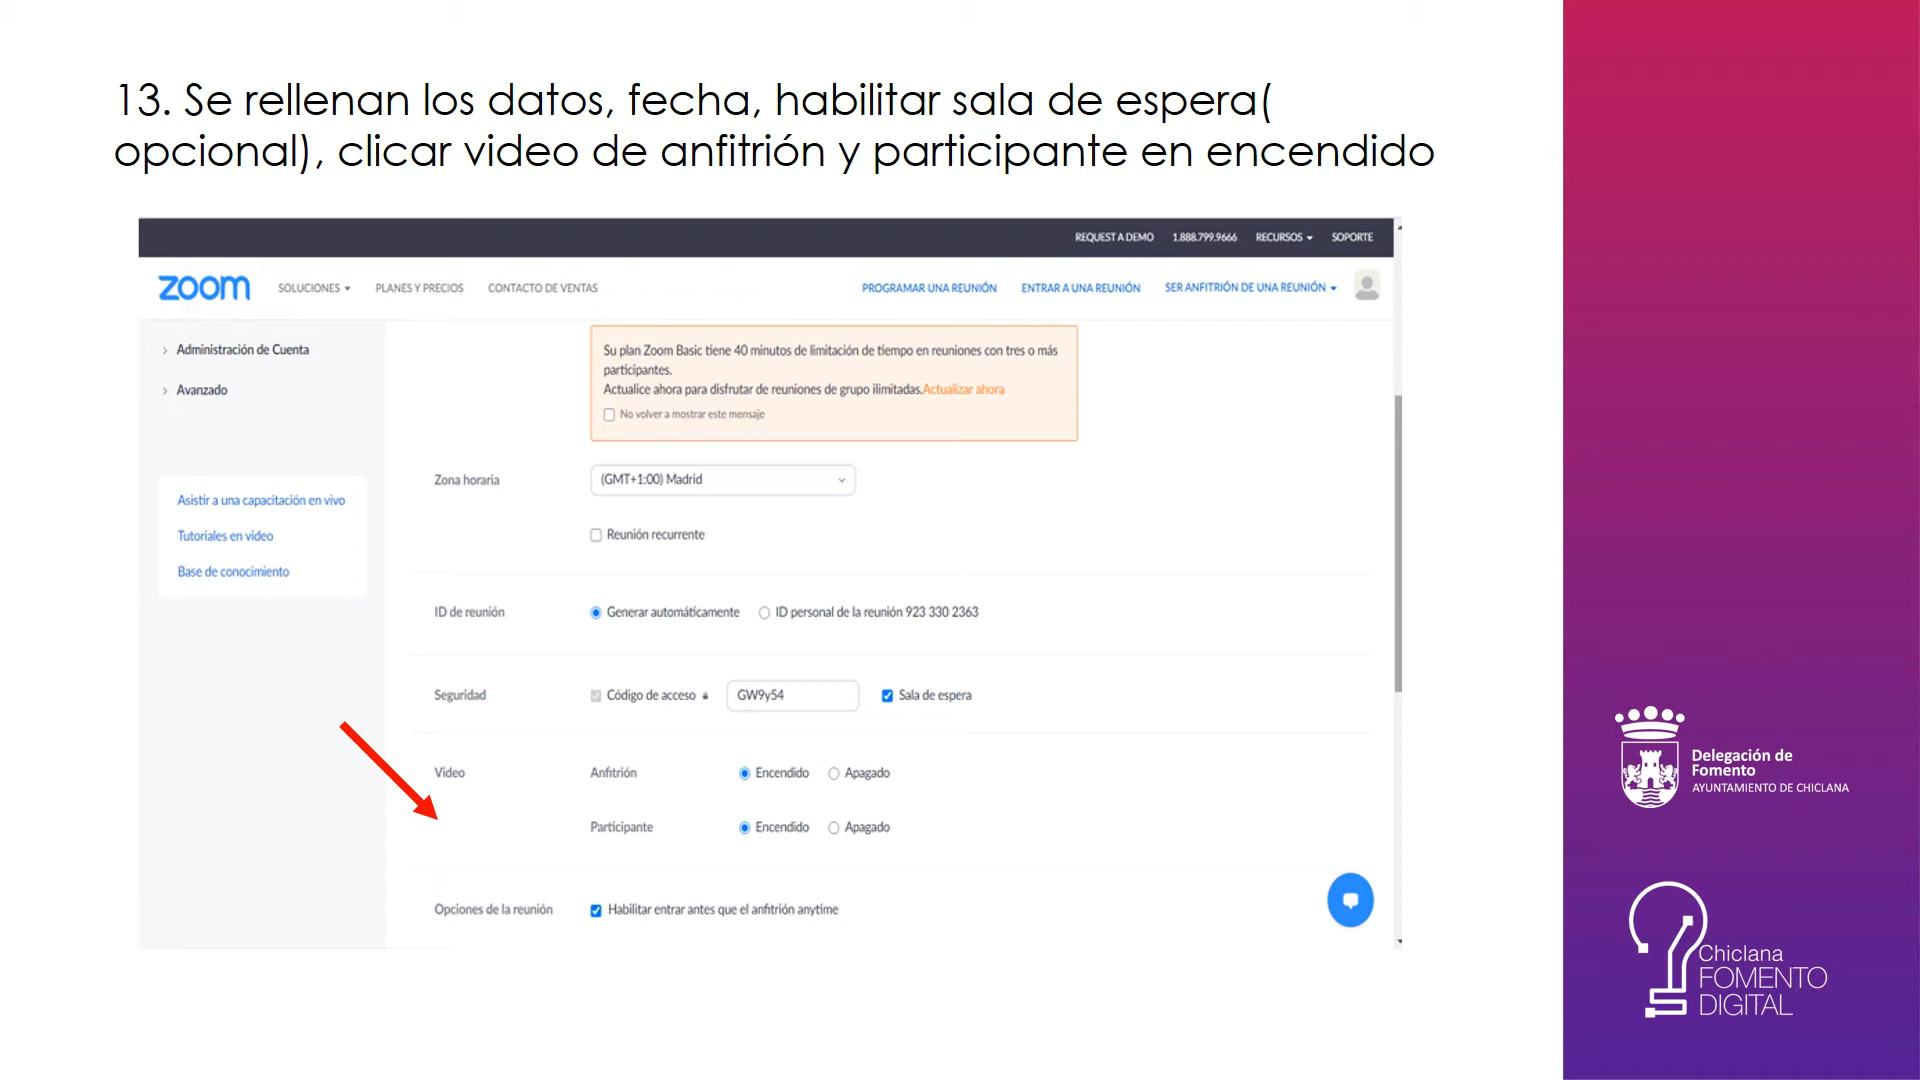 13. Se rellenan los datos, fecha, habilitar sala de espera(
opcional), clicar video de anfitrión y participante en encendido
REQUEST A DEMO 1.888.799.9666 RECURSOS SOPORTE
zoom SOLUCIONES PLANES Y PRECIOS CONTACTO DE VENTAS PROGRAMAR UNA REUNIÓN ENTRAR A UNA REUNIÓN SER ANFITRIÓN DE UNA REUNIÓN
Administración de Cuenta
Avanzado
Asistir a una capacitación en vivo
Tutoriales en video
Base de conocimiento
Su plan Zoom Basic tiene 40 minutos de limitación de tiempo en reuniones con tres o más
participantes.
Actualice ahora para disfrutar de reuniones de grupo ilimitadas.Actualizar ahora
No volver a mostrar este mensaje
Zona horaria (GMT+1:00) Madrid
Reunión recurrente
ID de reunión Generar automáticamente ID personal de la reunión 923 330 2363
Seguridad Código de acceso GW9y54 Sala de espera
Video Anfitrión Encendido Apagado
Participante Encendido Apagado
Opciones de la reunión Habilitar entrar antes que el anfitrión anytime
Delegación de
Fomento
AYUNTAMIENTO DE CHICLANA
Chiclana
FOMENTO
DIGITAL